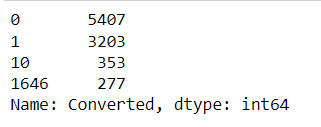 0 5407
1 3203
10 353
1646 277
Name: Converted, dtype: int64